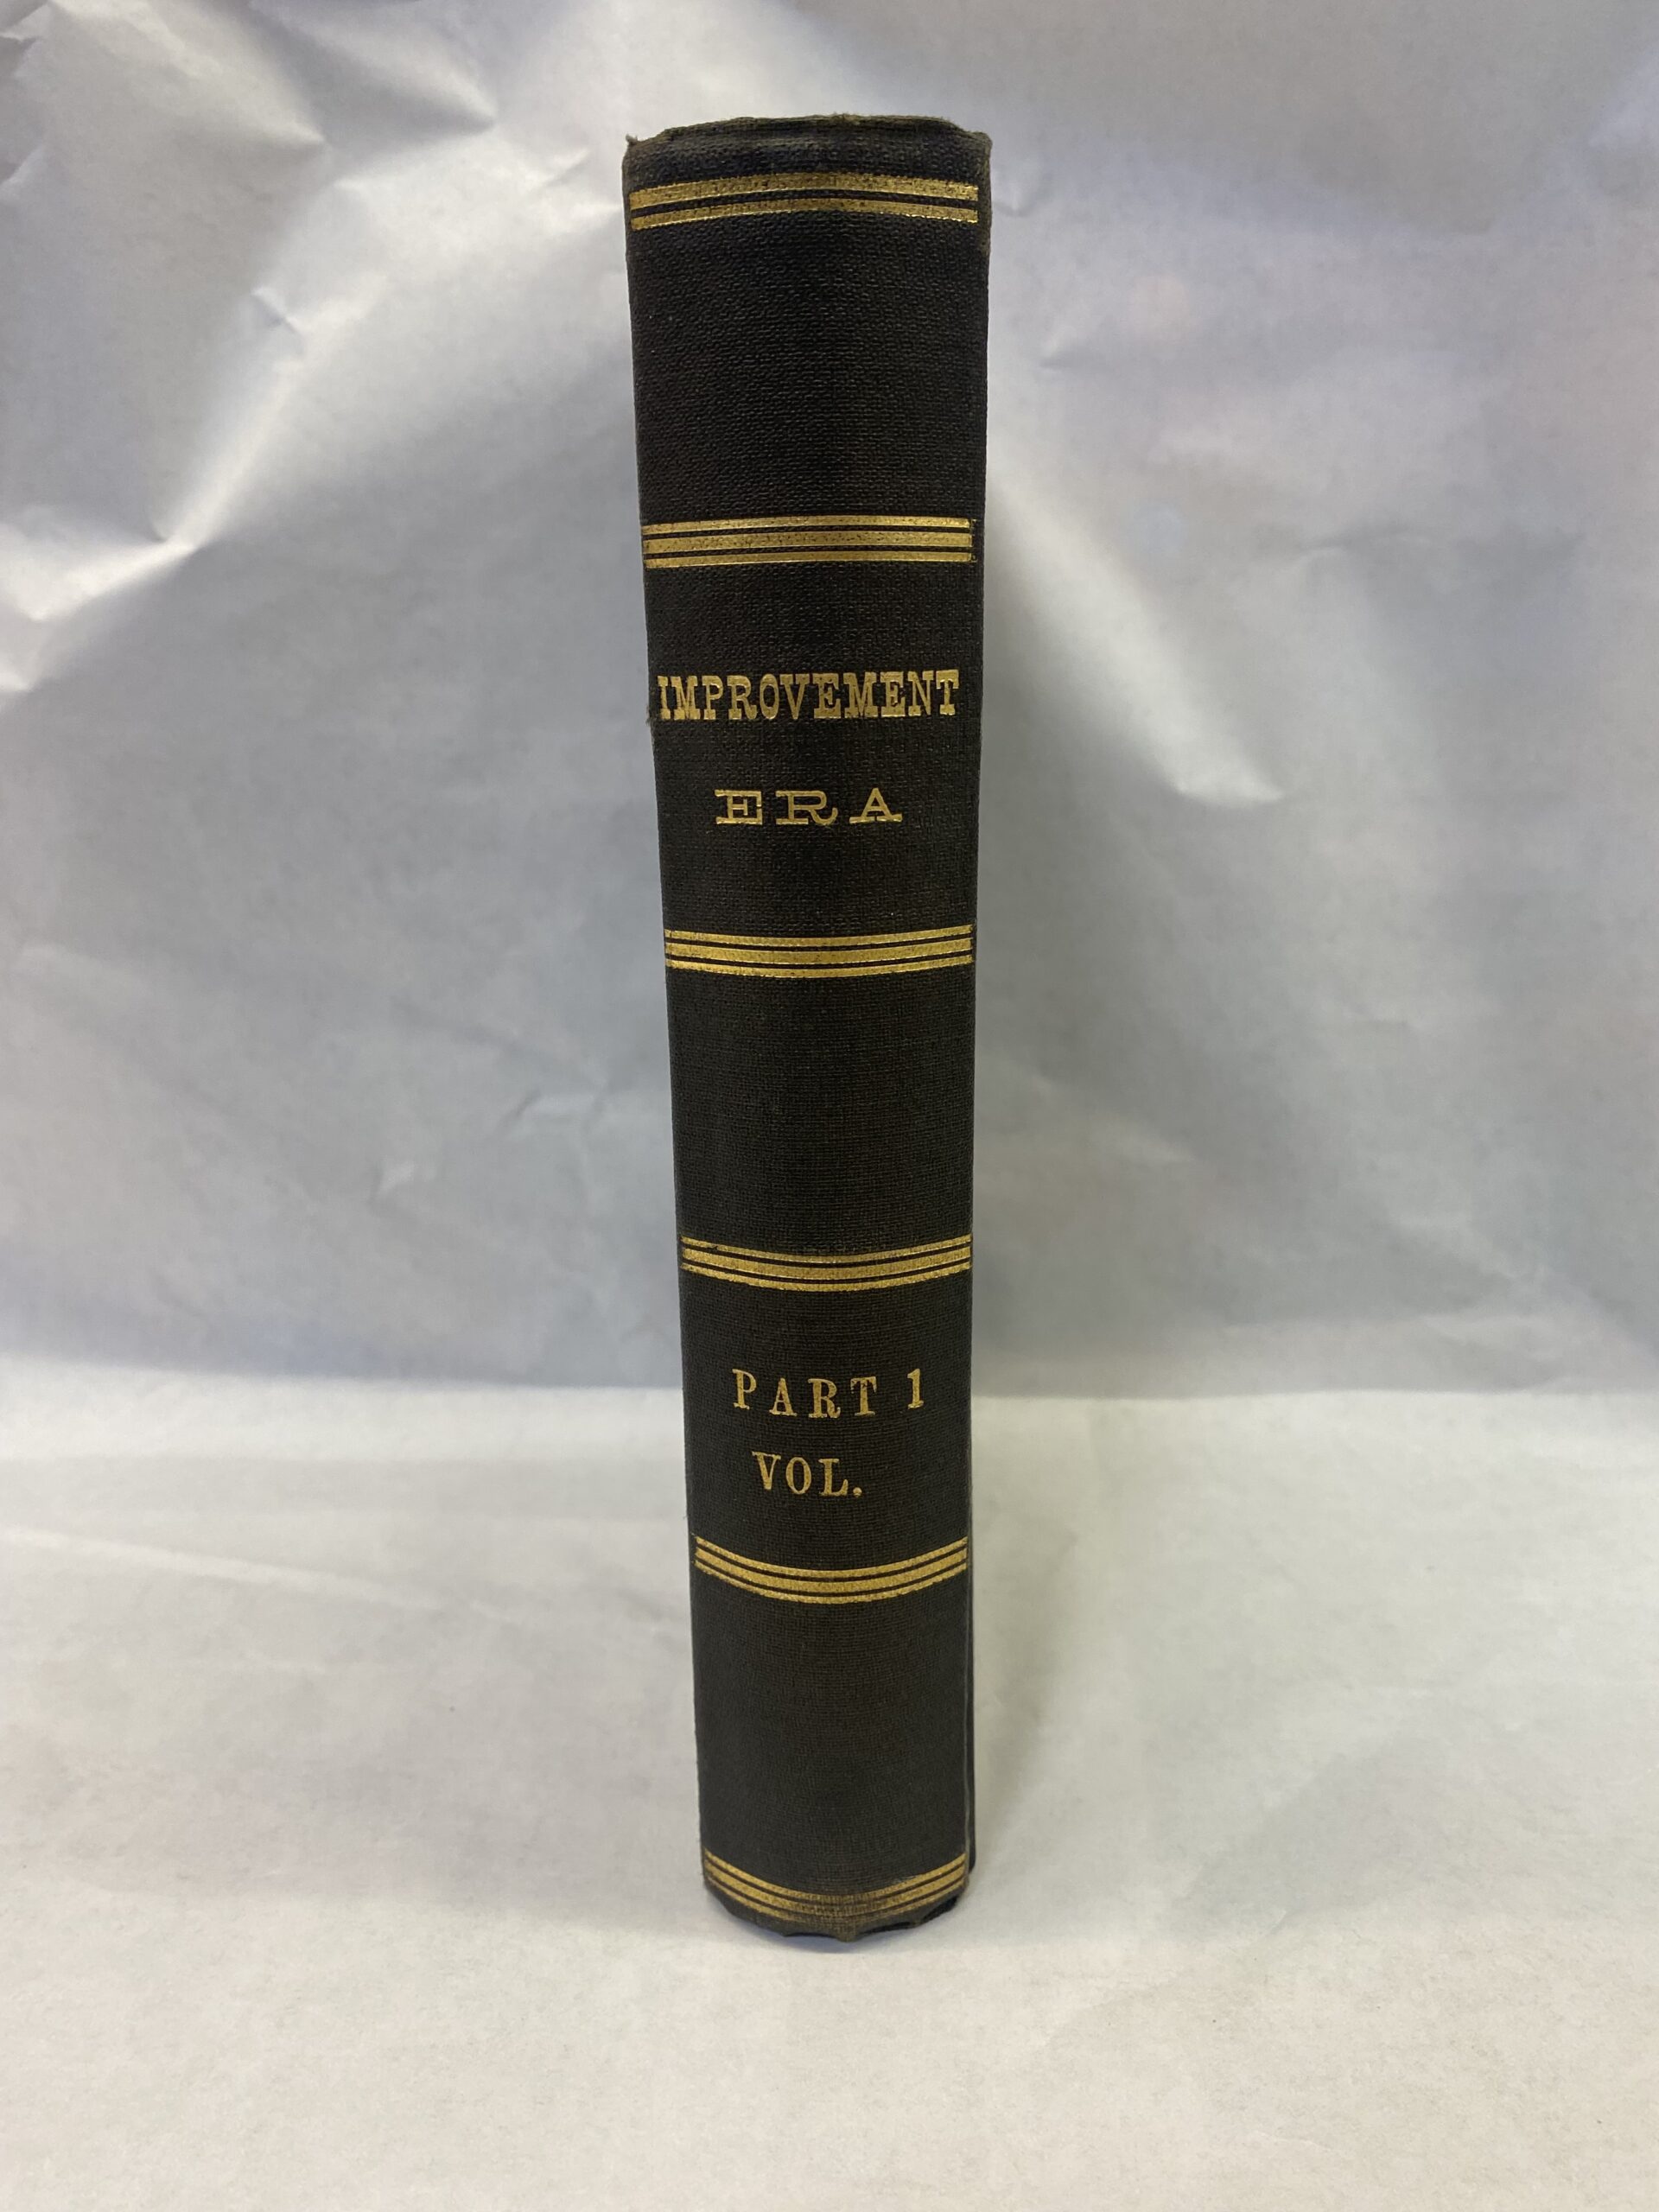 IMPROVEMENT
ERA
PART 1
VOL.